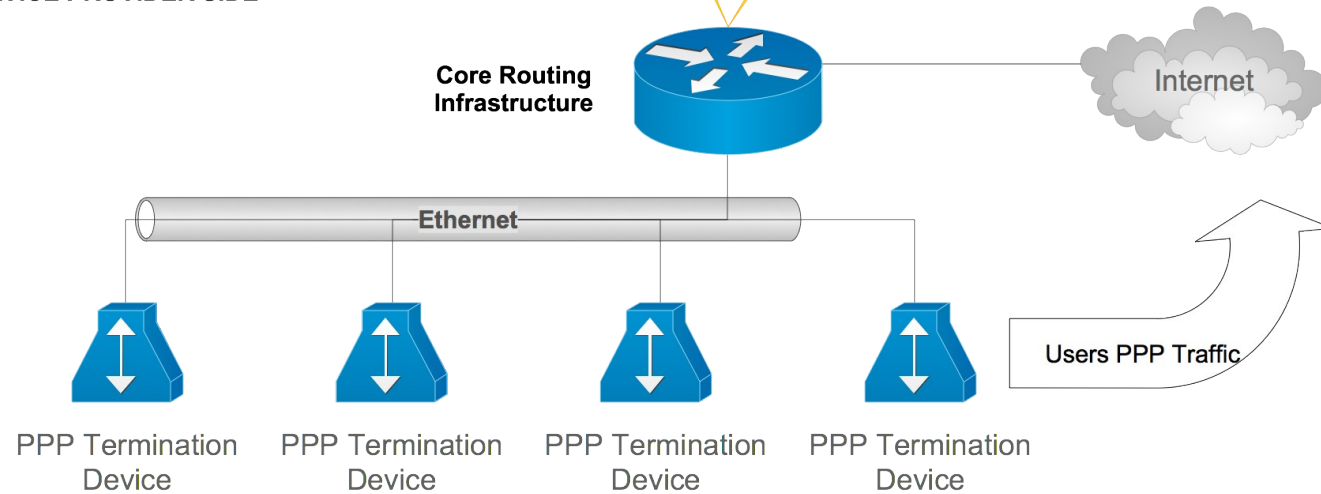 Core Routing
Infrastructure
Internet
Ethernet
Users PPP Traffic
PPP Termination
Device
PPP Termination
Device
PPP Termination
Device
PPP Termination
Device